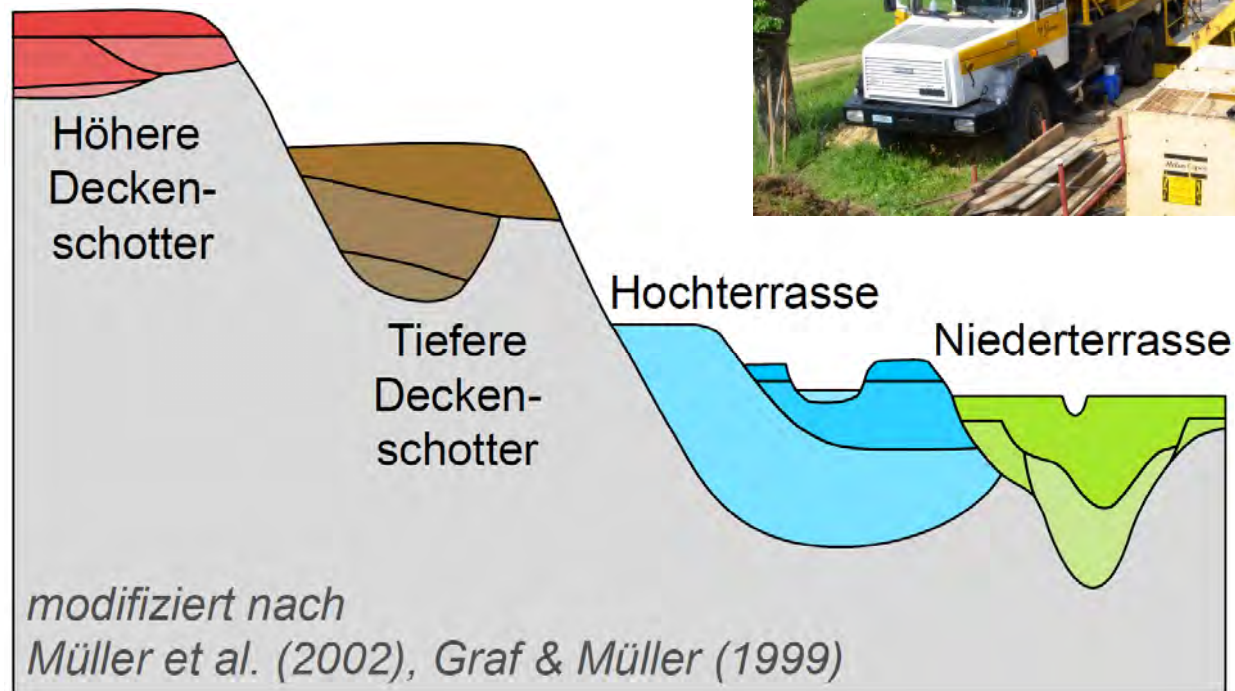 Höhere
Decken-
schotter
Tiefere
Decken-
schotter
Hochterrasse
Niederterrasse
modifiziert nach
Müller et al. (2002), Graf & Müller (1999)